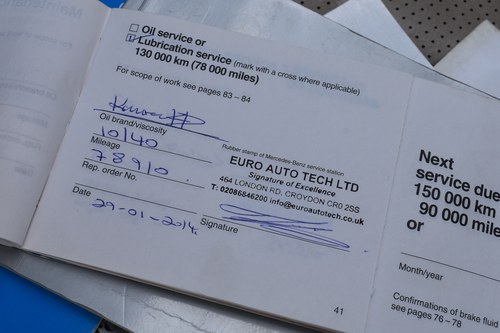 Oil service or
Lubrication service (mark with a cross where applicable)
130 000 km (78 000 miles)
For scope of work see pages 83 – 84
Oil brand/viscosity
10/40
Mileage
78910
Rep. order No.
Date
29-01-2014
Rubber stamp of Mercedes-Benz service station
EURO AUTO TECH LTD
Signature of Excellence
464 LONDON RD, CROYDON CR0 2SS
T: 02086846200 info@euroautotech.co.uk
Signature
41
Next
service due
150 000 km
90 000 mile
or
Month/year
Confirmations of brake fluid
see pages 76 – 78